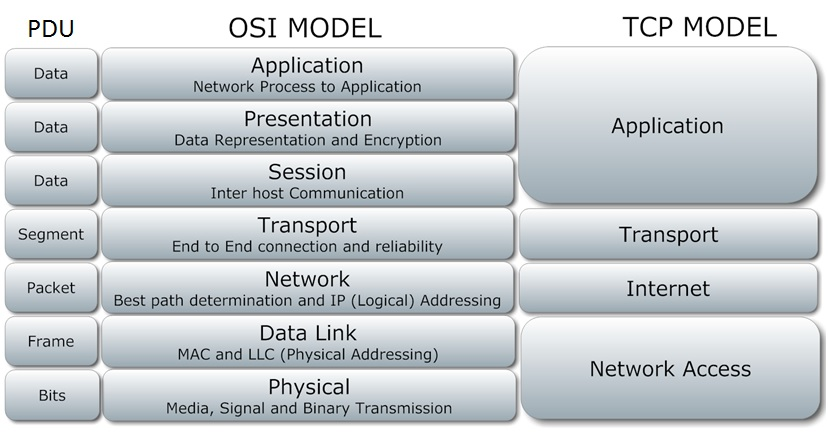 PDU OSI MODEL TCP MODEL
Data Application
Network Process to Application
Data Presentation
Data Representation and Encryption
Application
Data Session
Inter host Communication
Segment Transport
End to End connection and reliability
Transport
Packet Network
Best path determination and IP (Logical) Addressing
Internet
Frame Data Link
MAC and LLC (Physical Addressing)
Network Access
Bits Physical
Media, Signal and Binary Transmission